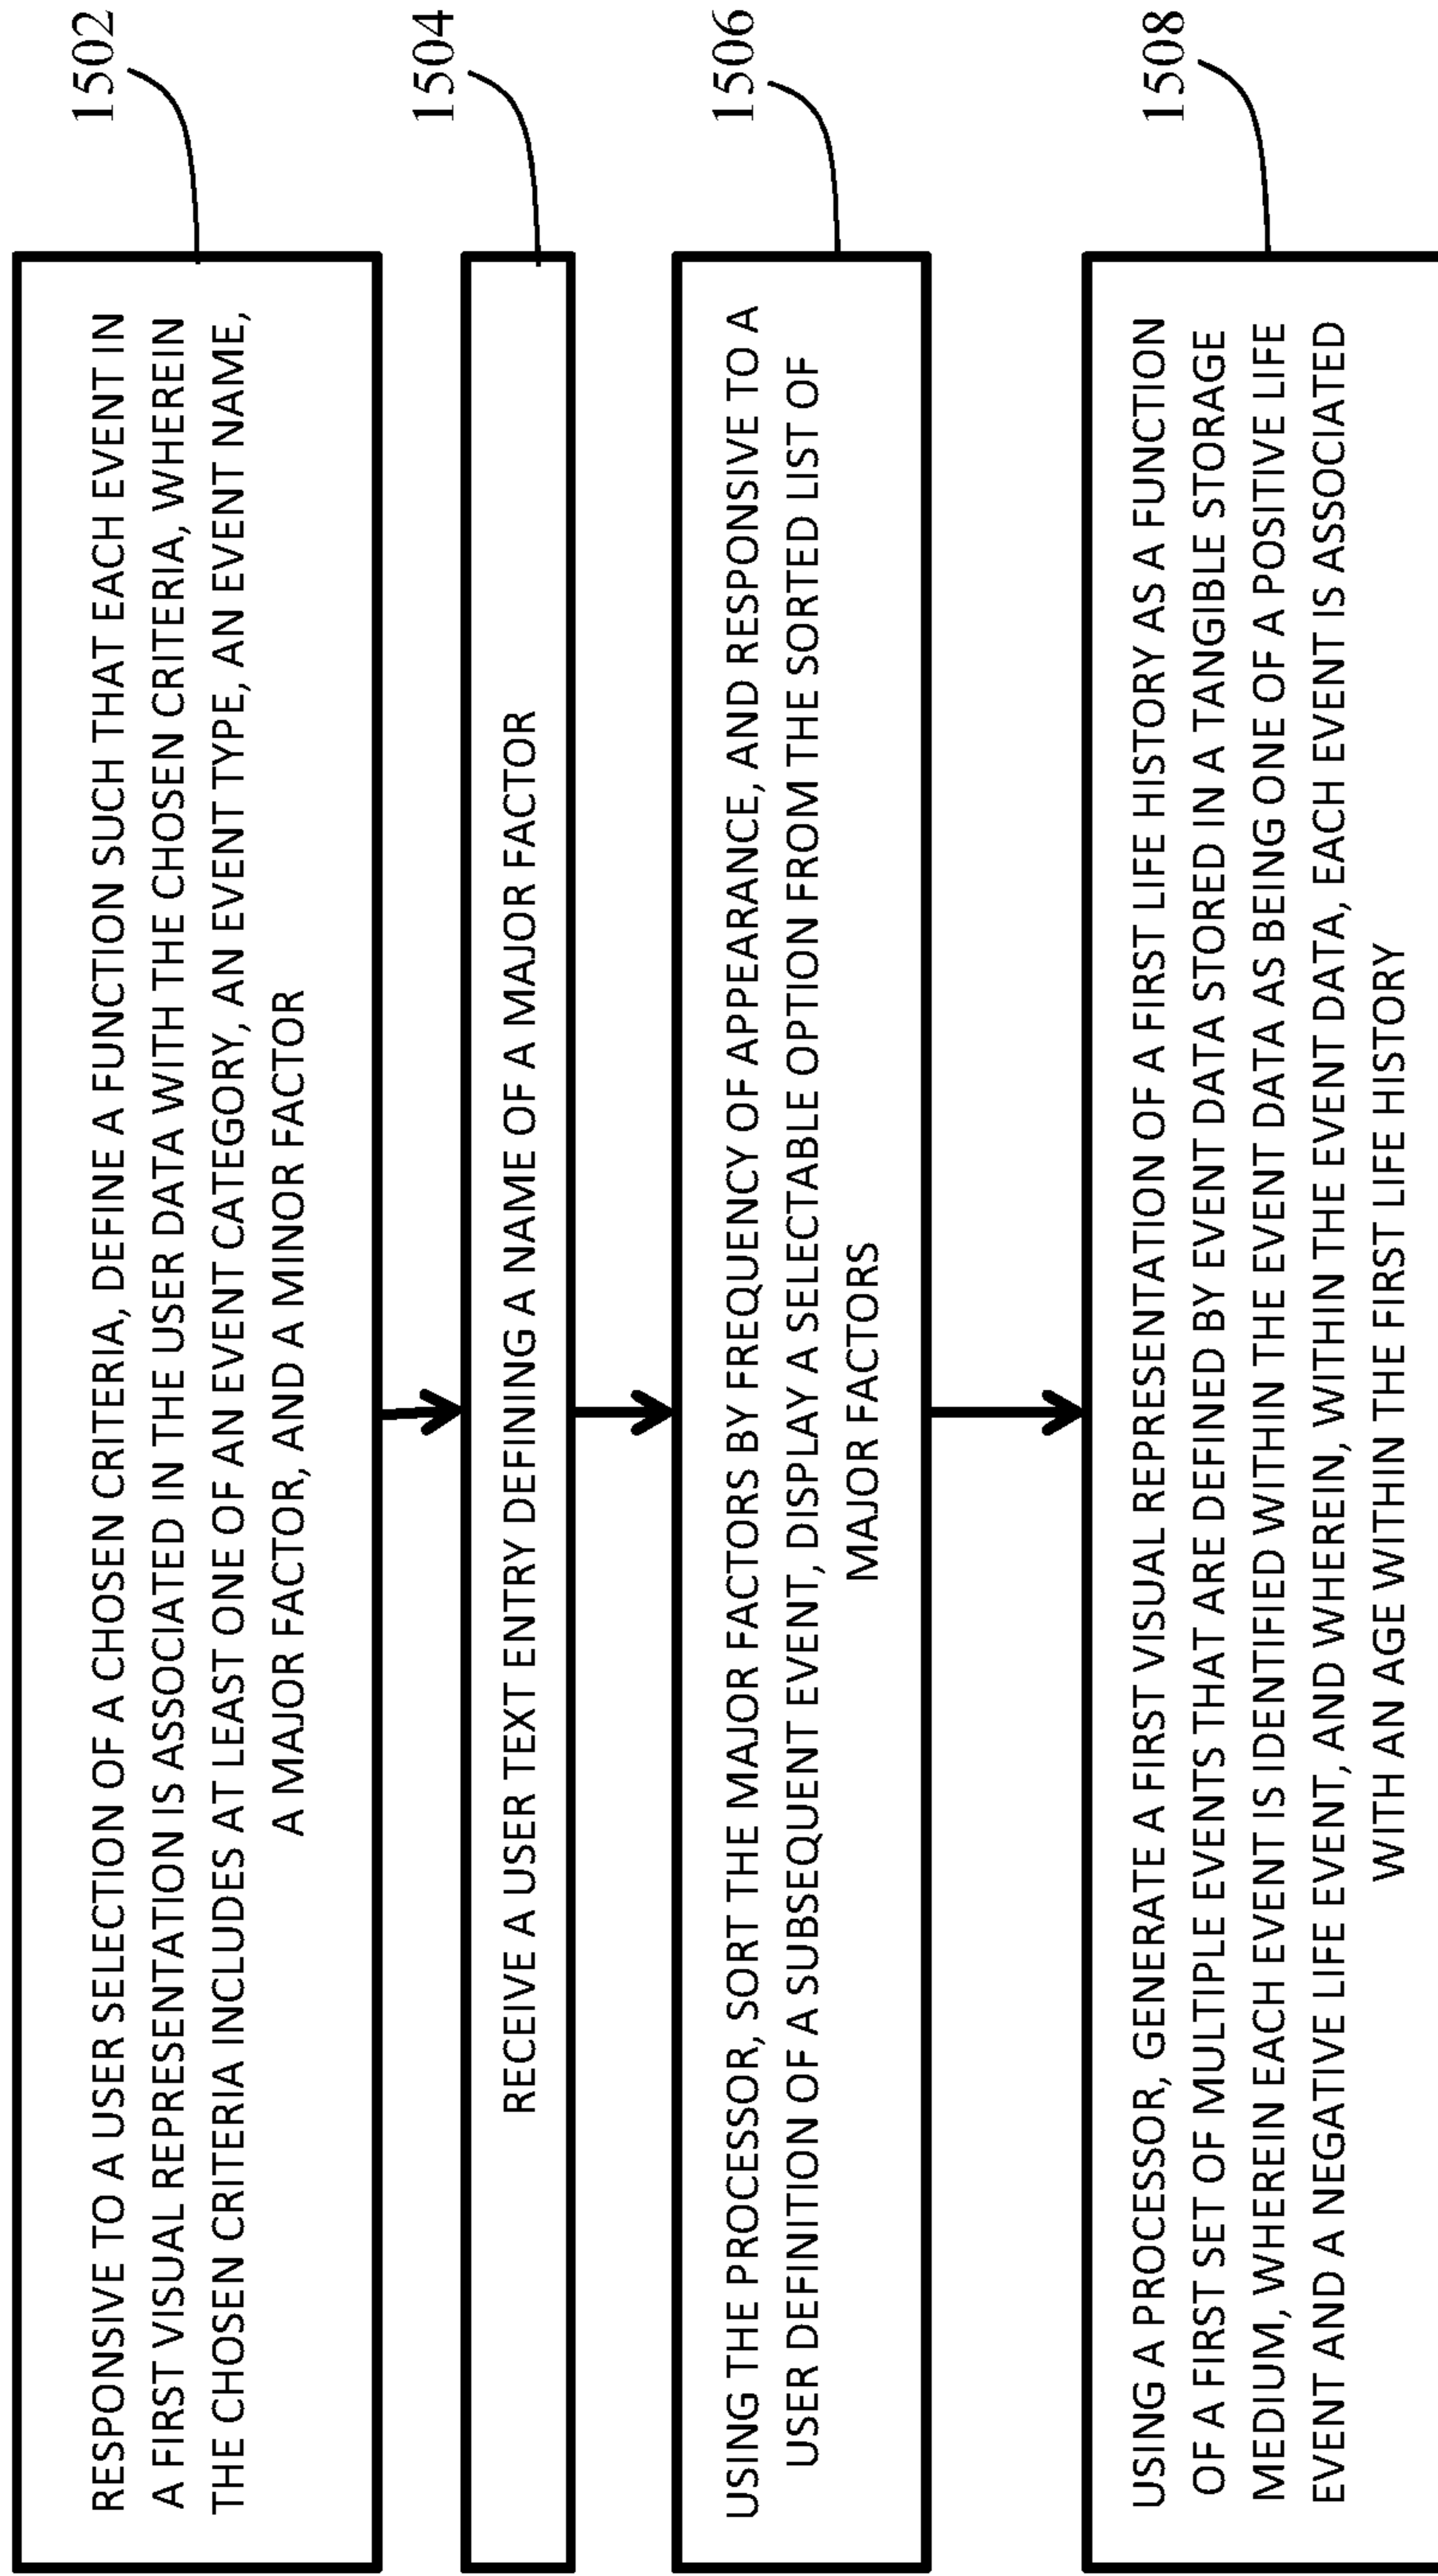 RESPONSIVE TO A USER SELECTION OF A CHOSEN CRITERIA, DEFINE A FUNCTION SUCH THAT EACH EVENT IN
A FIRST VISUAL REPRESENTATION IS ASSOCIATED IN THE USER DATA WITH THE CHOSEN CRITERIA, WHEREIN
THE CHOSEN CRITERIA INCLUDES AT LEAST ONE OF AN EVENT CATEGORY, AN EVENT TYPE, AN EVENT NAME,
A MAJOR FACTOR, AND A MINOR FACTOR
1502
RECEIVE A USER TEXT ENTRY DEFINING A NAME OF A MAJOR FACTOR
1504
USING THE PROCESSOR, SORT THE MAJOR FACTORS BY FREQUENCY OF APPEARANCE, AND RESPONSIVE TO A
USER DEFINITION OF A SUBSEQUENT EVENT, DISPLAY A SELECTABLE OPTION FROM THE SORTED LIST OF
MAJOR FACTORS
1506
USING A PROCESSOR, GENERATE A FIRST VISUAL REPRESENTATION OF A FIRST LIFE HISTORY AS A FUNCTION
OF A FIRST SET OF MULTIPLE EVENTS THAT ARE DEFINED BY EVENT DATA STORED IN A TANGIBLE STORAGE
MEDIUM, WHEREIN EACH EVENT IS IDENTIFIED WITHIN THE EVENT DATA AS BEING ONE OF A POSITIVE LIFE
EVENT AND A NEGATIVE LIFE EVENT, AND WHEREIN, WITHIN THE EVENT DATA, EACH EVENT IS ASSOCIATED
WITH AN AGE WITHIN THE FIRST LIFE HISTORY
1508